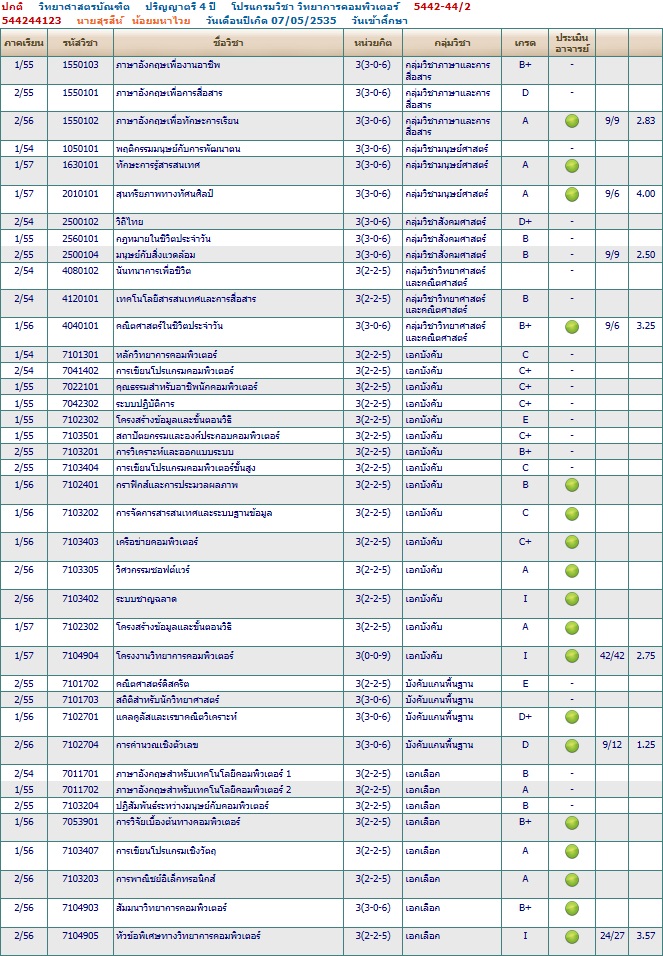 ปกติ วิทยาศาสตรบัณฑิต ปริญญาตรี 4 ปี โปรแกรมวิชา วิทยาการคอมพิวเตอร์ 5442-44/2
544244123 นายสุรสีห์ น้อยมหาไวย วันเดือนปีเกิด 07/05/2535 วันเข้าศึกษา
ภาคเรียน รหัสวิชา ชื่อวิชา หน่วยกิต กลุ่มวิชา เกรด ประเมิน
อาจารย์
1/55 1550103 ภาษาอังกฤษเพื่องานอาชีพ 3(3-0-6) กลุ่มวิชาภาษาและการ B+ -
สื่อสาร
2/55 1550101 ภาษาอังกฤษเพื่อการสื่อสาร 3(3-0-6) กลุ่มวิชาภาษาและการ D -
สื่อสาร
2/56 1550102 ภาษาอังกฤษเพื่อทักษะการเรียน 3(3-0-6) กลุ่มวิชาภาษาและการ A 9/9 2.83
สื่อสาร
1/54 1050101 พฤติกรรมมนุษย์กับการพัฒนาตน 3(3-0-6) กลุ่มวิชามนุษย์ศาสตร์ -
1/57 1630101 ทักษะการรู้สารสนเทศ 3(3-0-6) กลุ่มวิชามนุษย์ศาสตร์ A
1/57 2010101 สุนทรียภาพทางทัศนศิลป์ 3(3-0-6) กลุ่มวิชามนุษย์ศาสตร์ A 9/6 4.00
2/54 2500102 วิถีไทย 3(3-0-6) กลุ่มวิชาสังคมศาสตร์ D+ -
1/55 2560101 กฎหมายในชีวิตประจำวัน 3(3-0-6) กลุ่มวิชาสังคมศาสตร์ B -
2/55 2500104 มนุษย์กับสิ่งแวดล้อม 3(3-0-6) กลุ่มวิชาสังคมศาสตร์ B - 9/9 2.50
2/54 4080102 นันทนาการเพื่อชีวิต 3(2-2-5) กลุ่มวิชาวิทยาศาสตร์ -
และคณิตศาสตร์
2/54 4120101 เทคโนโลยีสารสนเทศและการสื่อสาร 3(2-2-5) กลุ่มวิชาวิทยาศาสตร์ B -
และคณิตศาสตร์
1/56 4040101 คณิตศาสตร์ในชีวิตประจำวัน 3(3-0-6) กลุ่มวิชาวิทยาศาสตร์ B+ 9/6 3.25
และคณิตศาสตร์
1/54 7101301 หลักวิทยาการคอมพิวเตอร์ 3(2-2-5) เอกบังคับ C -
2/54 7041402 การเขียนโปรแกรมคอมพิวเตอร์ 3(2-2-5) เอกบังคับ C+ -
1/55 7022101 คุณธรรมสำหรับอาชีพนักคอมพิวเตอร์ 3(2-2-5) เอกบังคับ C+ -
1/55 7042302 ระบบปฏิบัติการ 3(2-2-5) เอกบังคับ C+ -
1/55 7102302 โครงสร้างข้อมูลและขั้นตอนวิธี 3(2-2-5) เอกบังคับ E -
1/55 7103501 สถาปัตยกรรมและองค์ประกอบคอมพิวเตอร์ 3(2-2-5) เอกบังคับ C+ -
2/55 7103201 การวิเคราะห์และออกแบบระบบ 3(2-2-5) เอกบังคับ B+ -
2/55 7103404 การเขียนโปรแกรมคอมพิวเตอร์ขั้นสูง 3(2-2-5) เอกบังคับ C -
1/56 7102401 กราฟิกส์และการประมวลผลภาพ 3(2-2-5) เอกบังคับ B
1/56 7103202 การจัดการสารสนเทศและระบบฐานข้อมูล 3(2-2-5) เอกบังคับ C
1/56 7103403 เครือข่ายคอมพิวเตอร์ 3(2-2-5) เอกบังคับ C+
2/56 7103305 วิศวกรรมซอฟต์แวร์ 3(2-2-5) เอกบังคับ A
2/56 7103402 ระบบชาญฉลาด 3(2-2-5) เอกบังคับ I
1/57 7102302 โครงสร้างข้อมูลและขั้นตอนวิธี 3(2-2-5) เอกบังคับ A
1/57 7104904 โครงงานวิทยาการคอมพิวเตอร์ 3(0-0-9) เอกบังคับ I 42/42 2.75
2/55 7101702 คณิตศาสตร์ดิสครีต 3(2-2-5) บังคับแกนพื้นฐาน E -
2/55 7101703 สถิติสำหรับนักวิทยาศาสตร์ 3(3-0-6) บังคับแกนพื้นฐาน -
1/56 7102701 แคลคูลัสและเรขาคณิตวิเคราะห์ 3(3-0-6) บังคับแกนพื้นฐาน D+
2/56 7102704 การคำนวณเชิงตัวเลข 3(3-0-6) บังคับแกนพื้นฐาน D 9/12 1.25
2/54 7011701 ภาษาอังกฤษสำหรับเทคโนโลยีคอมพิวเตอร์ 1 3(2-2-5) เอกเลือก B -
1/55 7011702 ภาษาอังกฤษสำหรับเทคโนโลยีคอมพิวเตอร์ 2 3(2-2-5) เอกเลือก A -
2/55 7103204 ปฏิสัมพันธ์ระหว่างมนุษย์กับคอมพิวเตอร์ 3(2-2-5) เอกเลือก B -
1/56 7053901 การวิจัยเบื้องต้นทางคอมพิวเตอร์ 3(2-2-5) เอกเลือก B+
1/56 7103407 การเขียนโปรแกรมเชิงวัตถุ 3(2-2-5) เอกเลือก A
2/56 7103203 การพาณิชย์อิเล็กทรอนิกส์ 3(2-2-5) เอกเลือก A
2/56 7104903 สัมมนาวิทยาการคอมพิวเตอร์ 3(3-0-6) เอกเลือก B+
2/56 7104905 หัวข้อพิเศษทางวิทยาการคอมพิวเตอร์ 3(2-2-5) เอกเลือก I 24/27 3.57